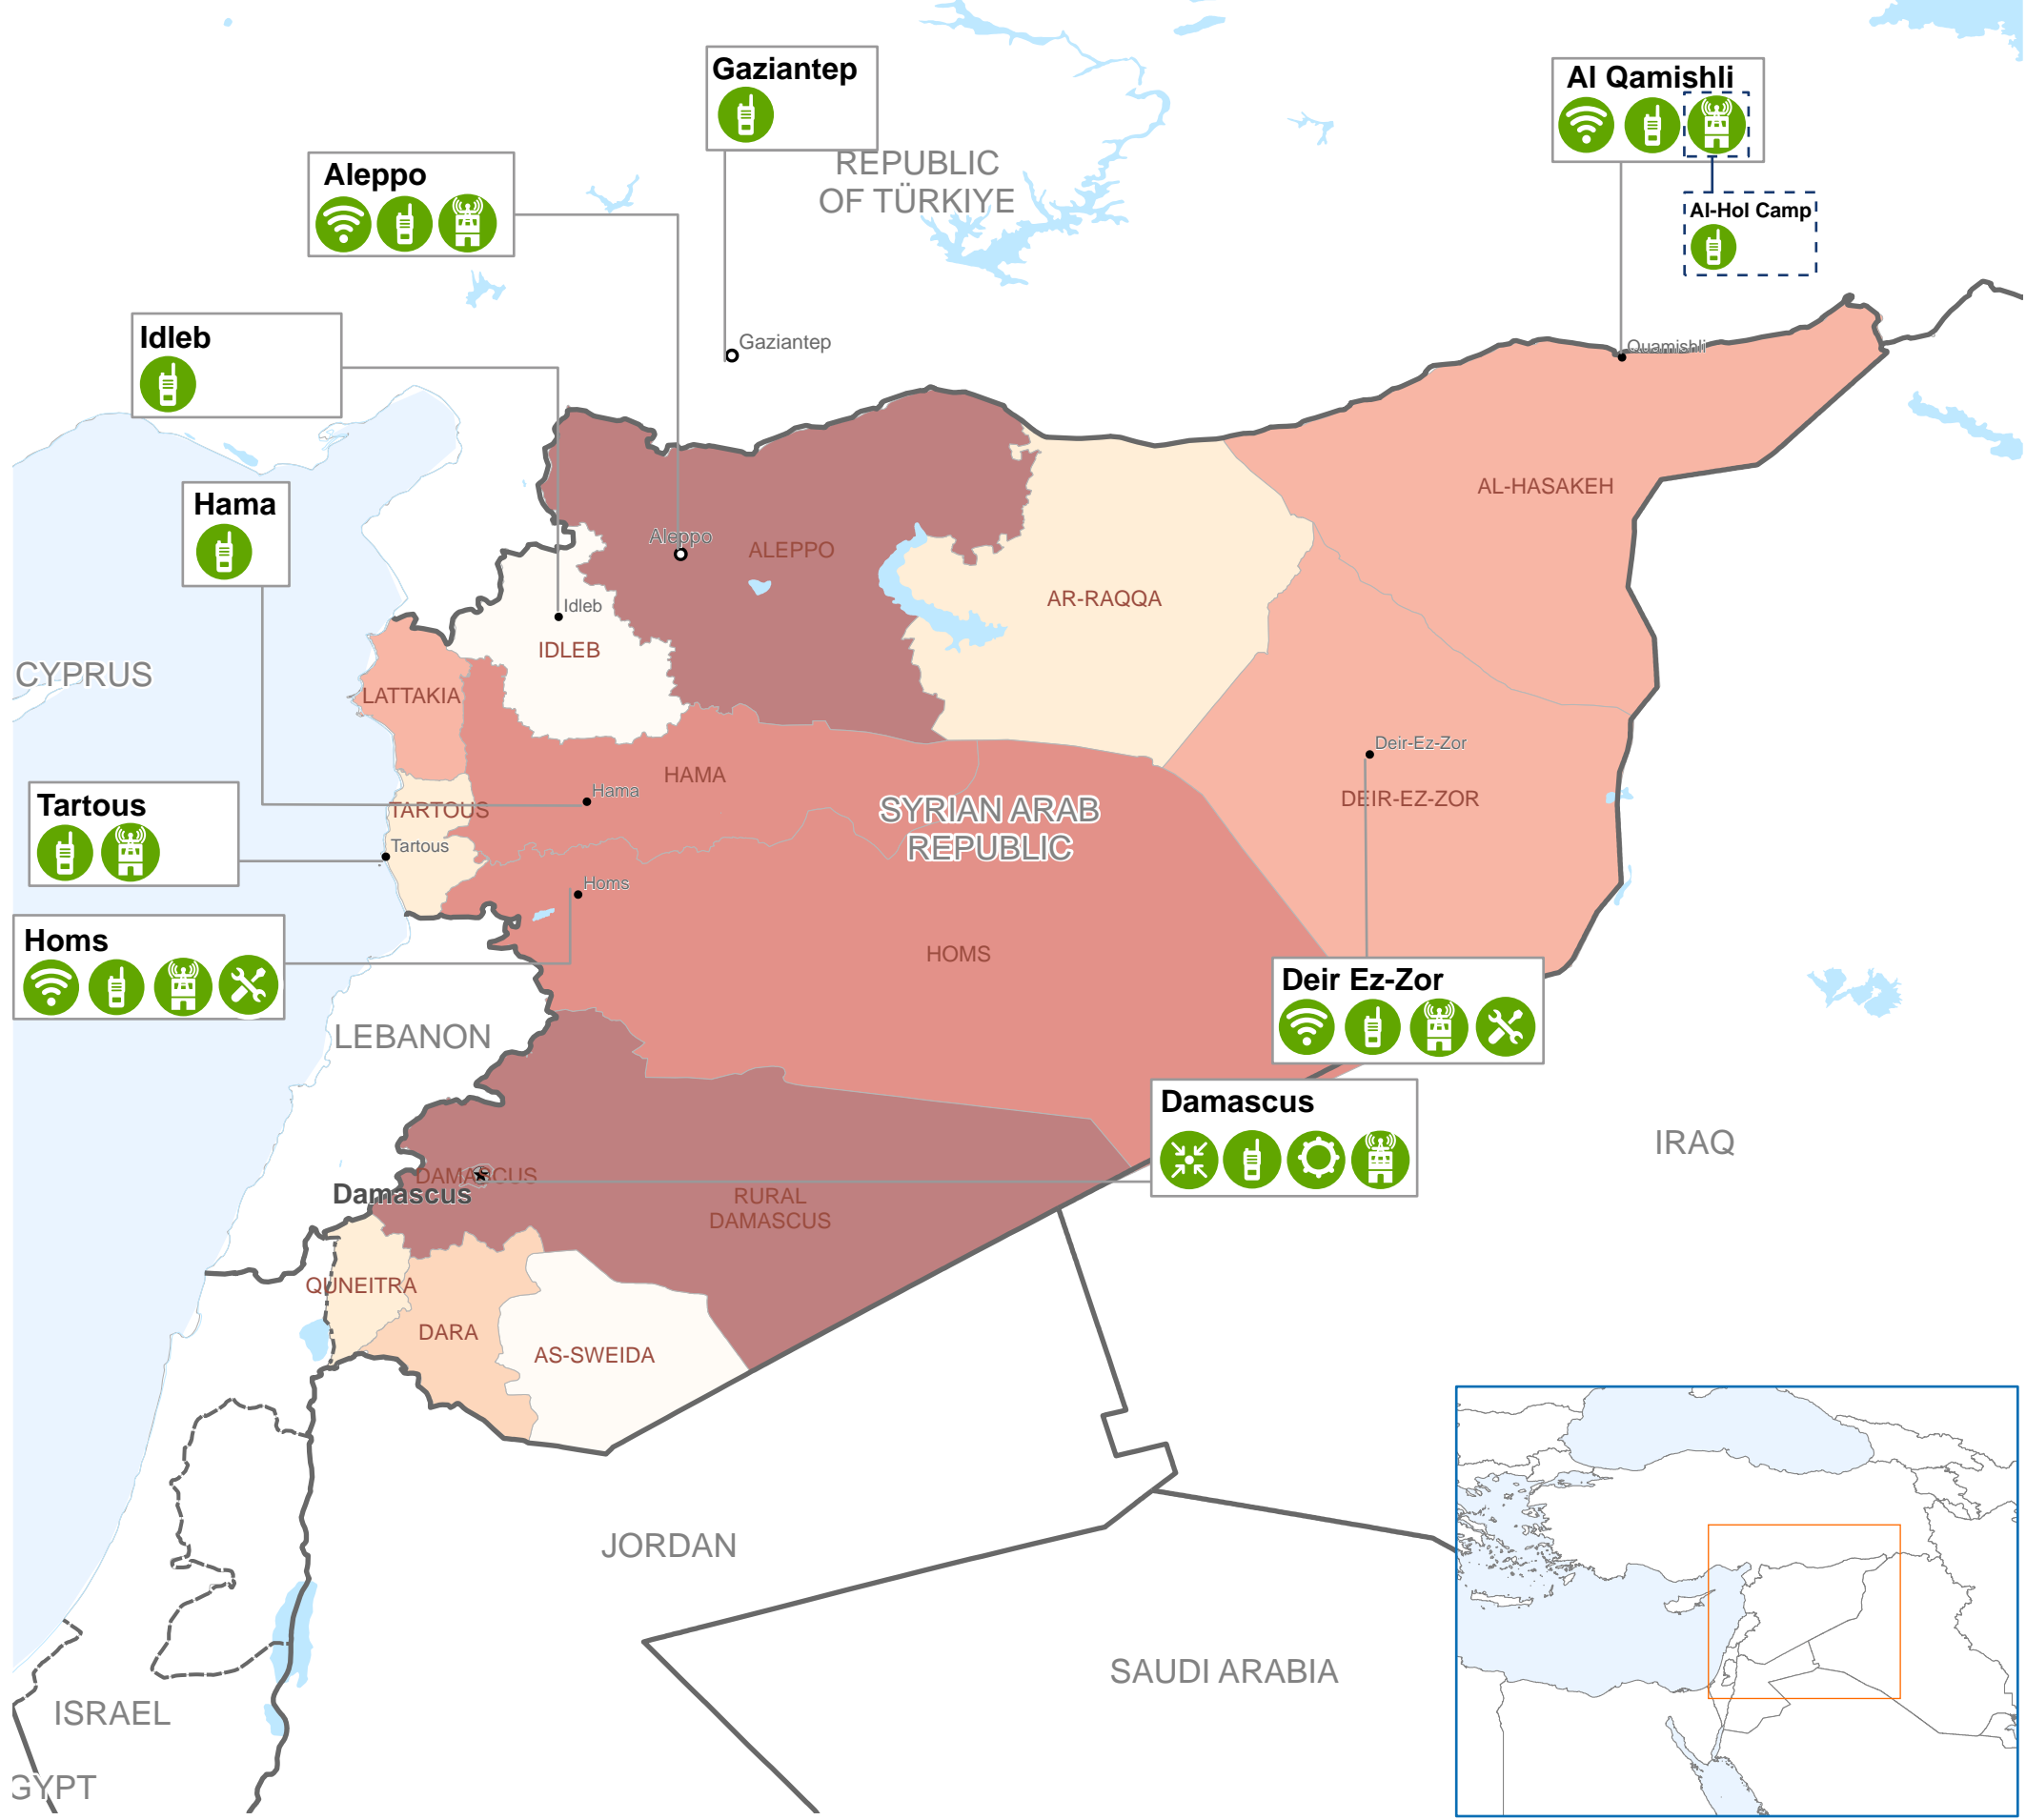 Gaziantep
Al Qamishli
Aleppo
REPUBLIC
OF TÜRKIYE
Al-Hol Camp
Idleb
Gaziantep
Quamishli
Hama
AL-HASAKEH
Aleppo
ALEPPO
AR-RAQQA
Idleb
IDLEB
CYPRUS
LATTAKIA
Deir-Ez-Zor
HAMA
Hama
DEIR-EZ-ZOR
Tartous
TARTOUS
SYRIAN ARAB
REPUBLIC
Tartous
Homs
Homs
HOMS
Deir Ez-Zor
LEBANON
Damascus
IRAQ
DAMASCUS
Damascus
RURAL
DAMASCUS
QUNEITRA
DARA
AS-SWEIDA
JORDAN
SAUDI ARABIA
ISRAEL
GYPT